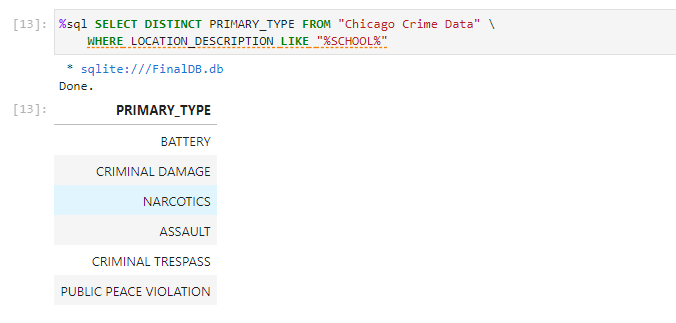 [13]: %sql SELECT DISTINCT PRIMARY_TYPE FROM "Chicago Crime Data" \
WHERE LOCATION_DESCRIPTION LIKE "%SCHOOL%"
* sqlite:///FinalDB.db
Done.
[13]: PRIMARY_TYPE
BATTERY
CRIMINAL DAMAGE
NARCOTICS
ASSAULT
CRIMINAL TRESPASS
PUBLIC PEACE VIOLATION